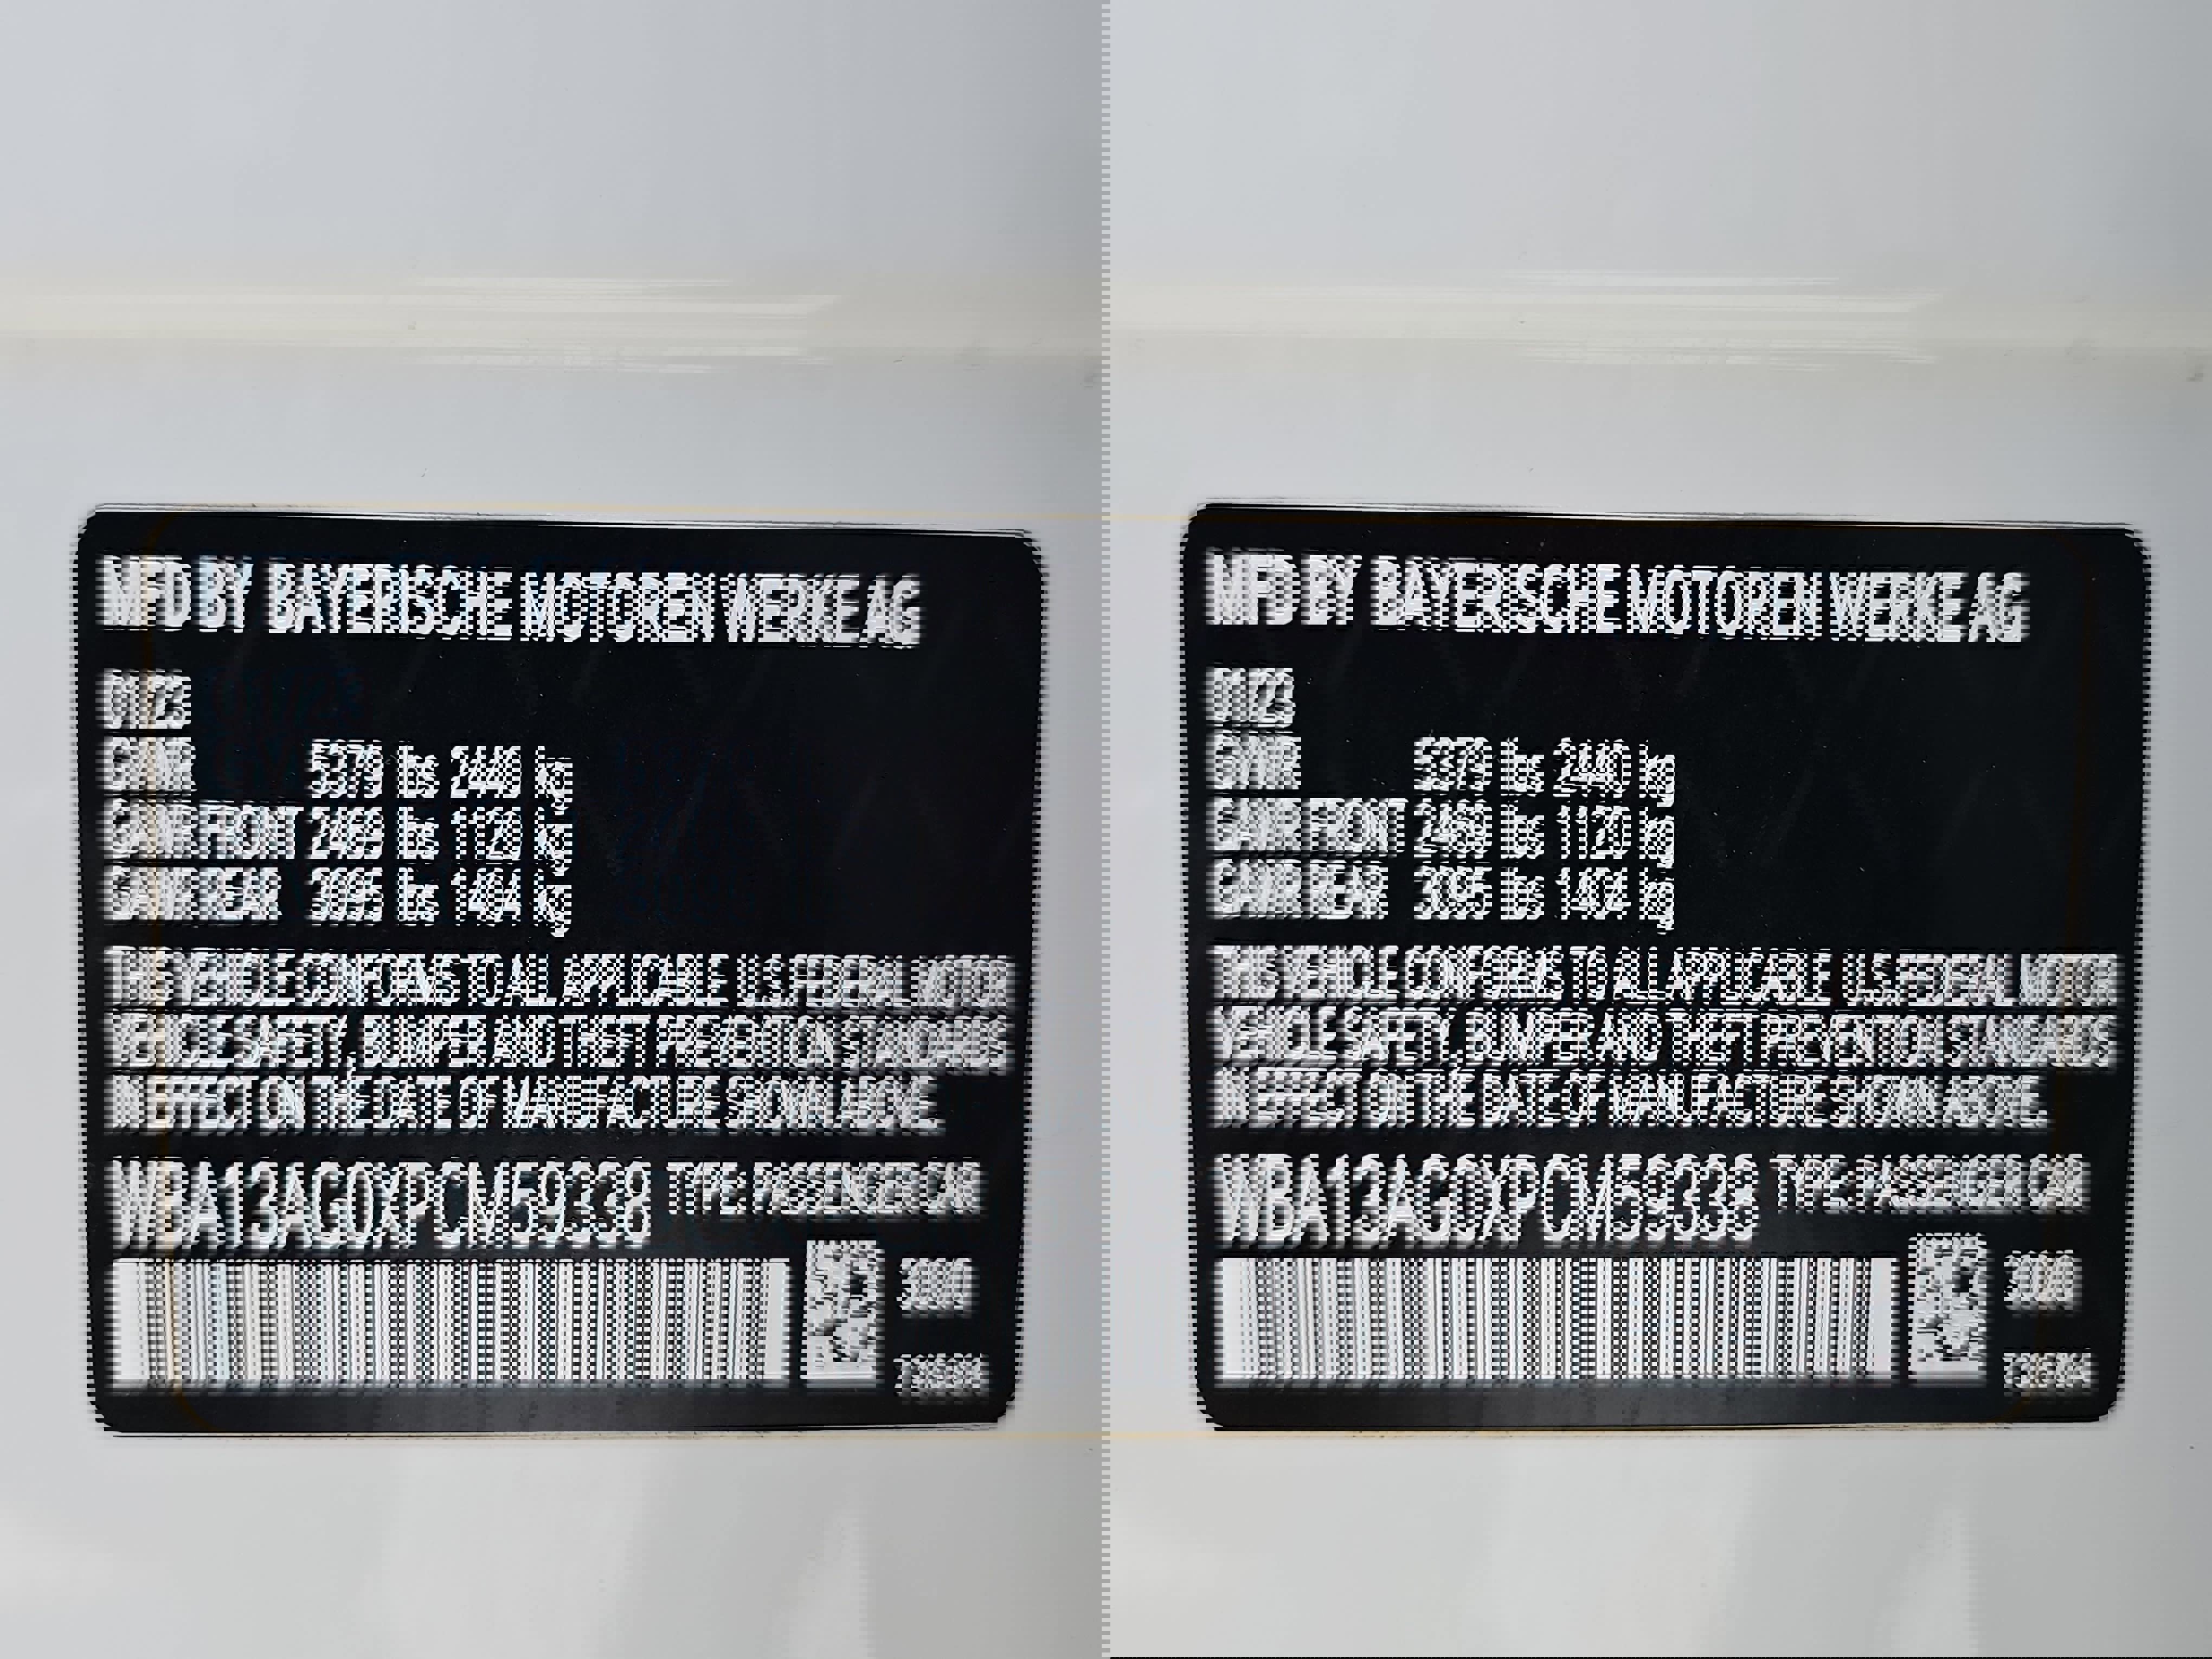 MFD BY BAYERISCHE MOTOREN WERKE AG
01/23
GVWR 5379 lbs 2440 kg
GAWR FRONT 2469 lbs 1120 kg
GAWR REAR 3095 lbs 1404 kg
THIS VEHICLE CONFORMS TO ALL APPLICABLE U.S. FEDERAL MOTOR
VEHICLE SAFETY, BUMPER AND THEFT PREVENTION STANDARDS
IN EFFECT ON THE DATE OF MANUFACTURE SHOWN ABOVE.
WBA13AG0XPCM59338 TYPE: PASSENGER CAR
MFD BY BAYERISCHE MOTOREN WERKE AG
01/23
GVWR 5379 lbs 2440 kg
GAWR FRONT 2469 lbs 1120 kg
GAWR REAR 3095 lbs 1404 kg
THIS VEHICLE CONFORMS TO ALL APPLICABLE U.S. FEDERAL MOTOR
VEHICLE SAFETY, BUMPER AND THEFT PREVENTION STANDARDS
IN EFFECT ON THE DATE OF MANUFACTURE SHOWN ABOVE.
WBA13AG0XPCM59338 TYPE: PASSENGER CAR